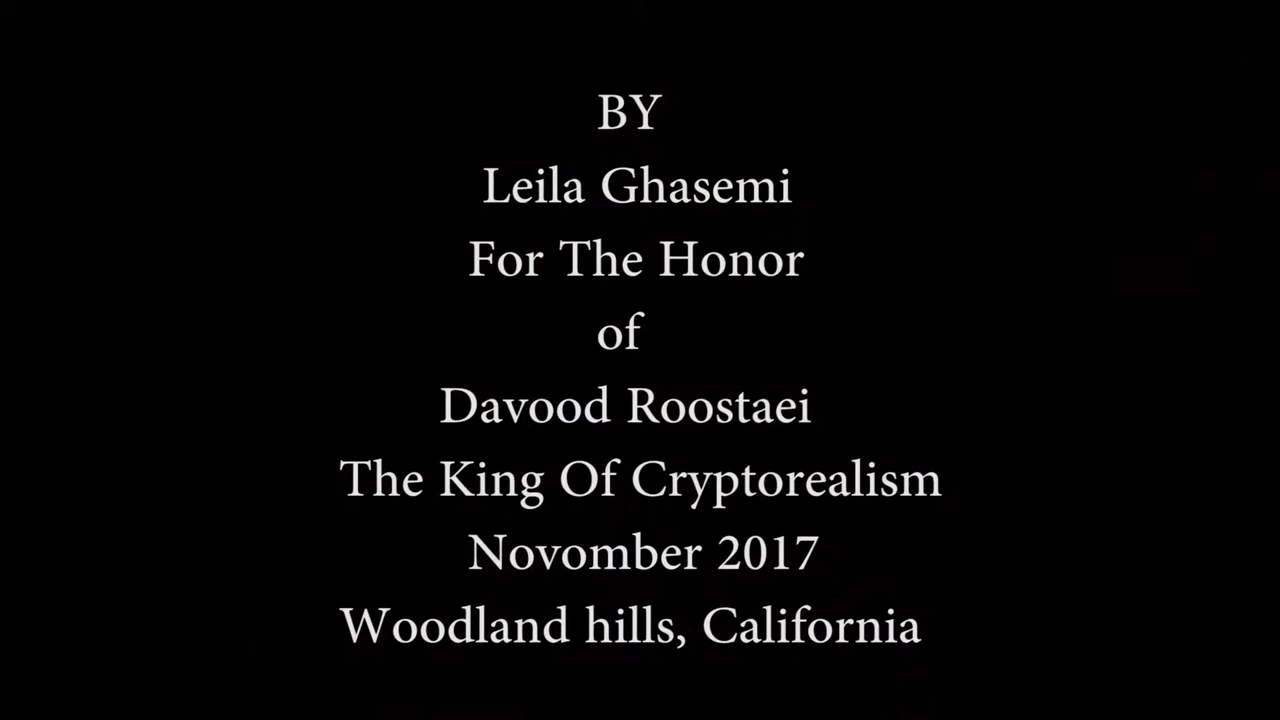 BY
Leila Ghasemi
For The Honor
of
Davood Roostaei
The King Of Cryptorealism
Novomber 2017
Woodland hills, California